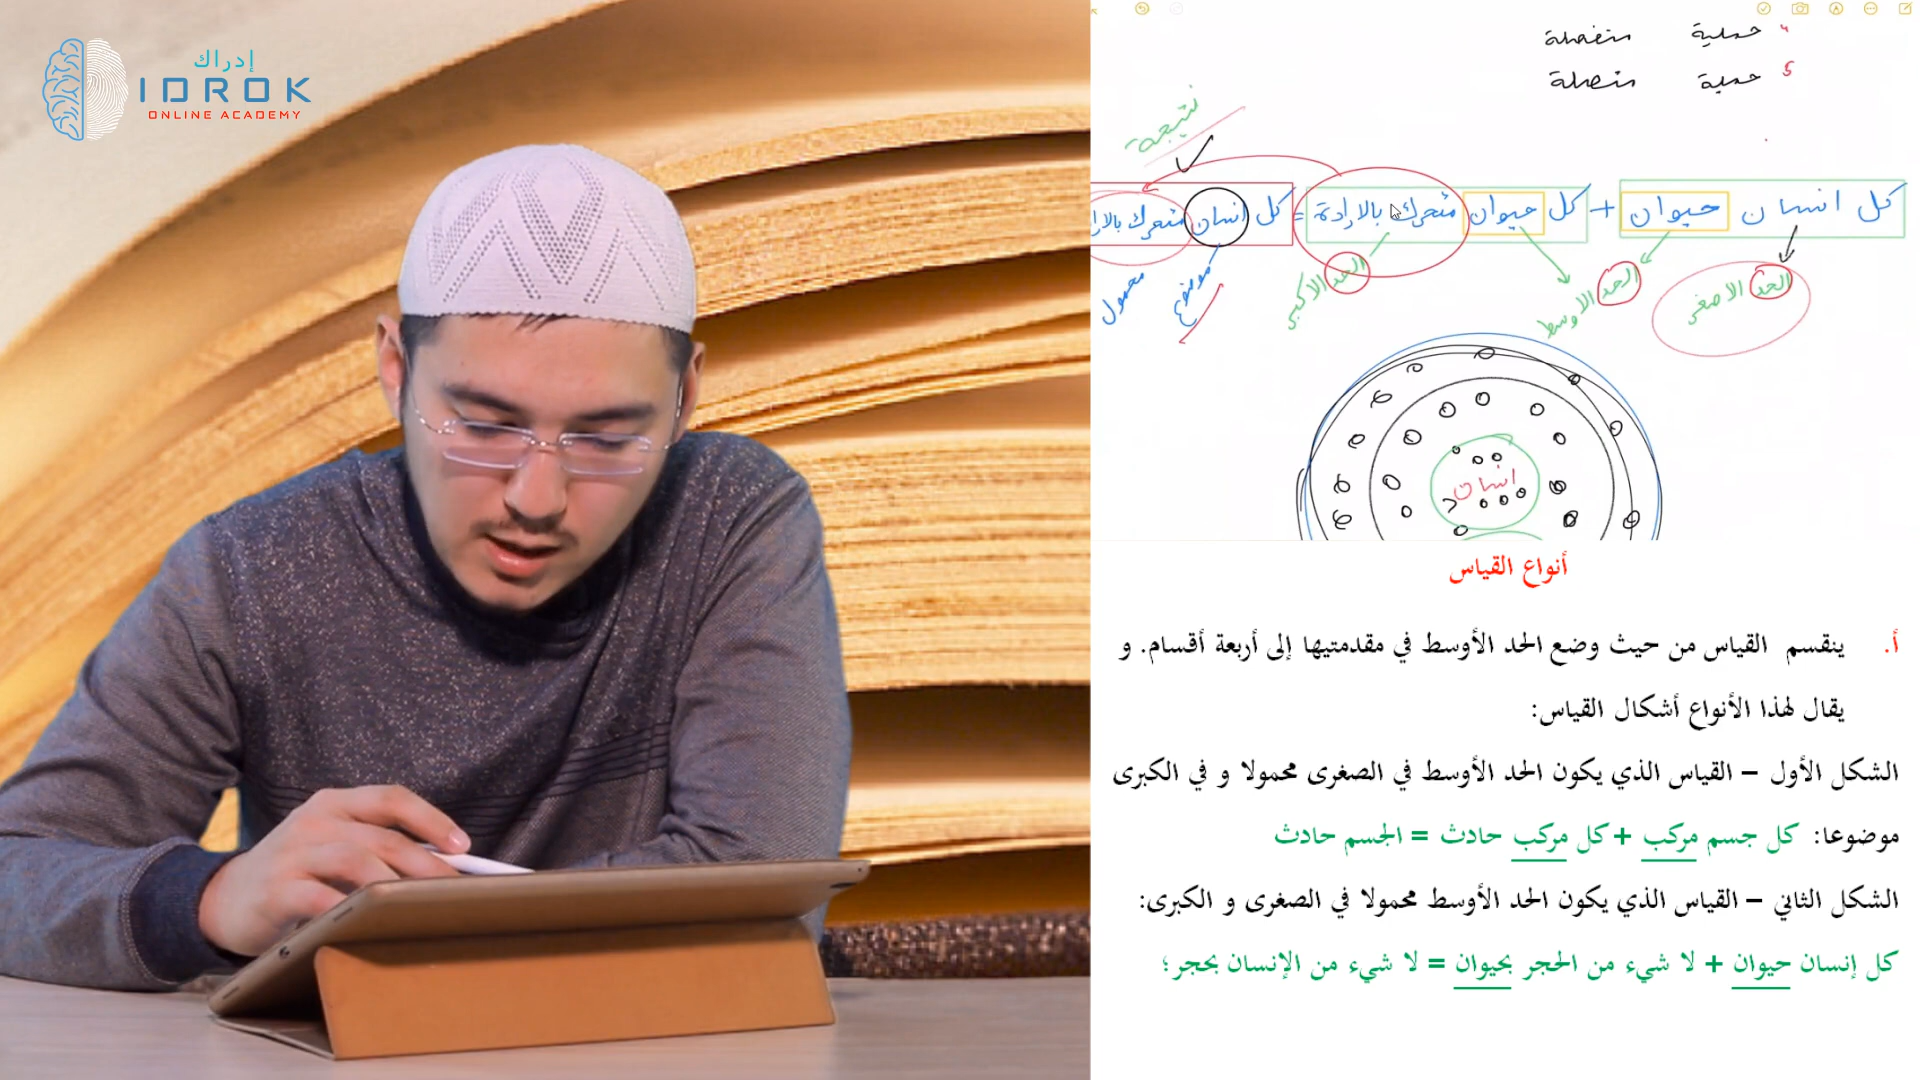 إدراك
IDROK
ONLINE ACADEMY
٤ حملية منفصلة
٥ حملية متصلة
نتيجة
كل انسان حيوان + كل حيوان متحرك بالارادة = كل انسان متحرك
الحد الاصغر
الحد الاوسط
الحد الاكبر
موضوع
محمول
انسان
أنواع القياس
أ. ينقسم القياس من حيث وضع الحد الأوسط في مقدمتيها إلى أربعة أقسام. و
يقال لهذا الأنواع أشكال القياس:
الشكل الأول – القياس الذي يكون الحد الأوسط في الصغرى محمولا و في الكبرى
موضوعا: كل جسم مركب + كل مركب حادث = الجسم حادث
الشكل الثاني – القياس الذي يكون الحد الأوسط محمولا في الصغرى و الكبرى:
كل إنسان حيوان + لا شيء من الحجر بحيوان = لا شيء من الإنسان بحجر؛